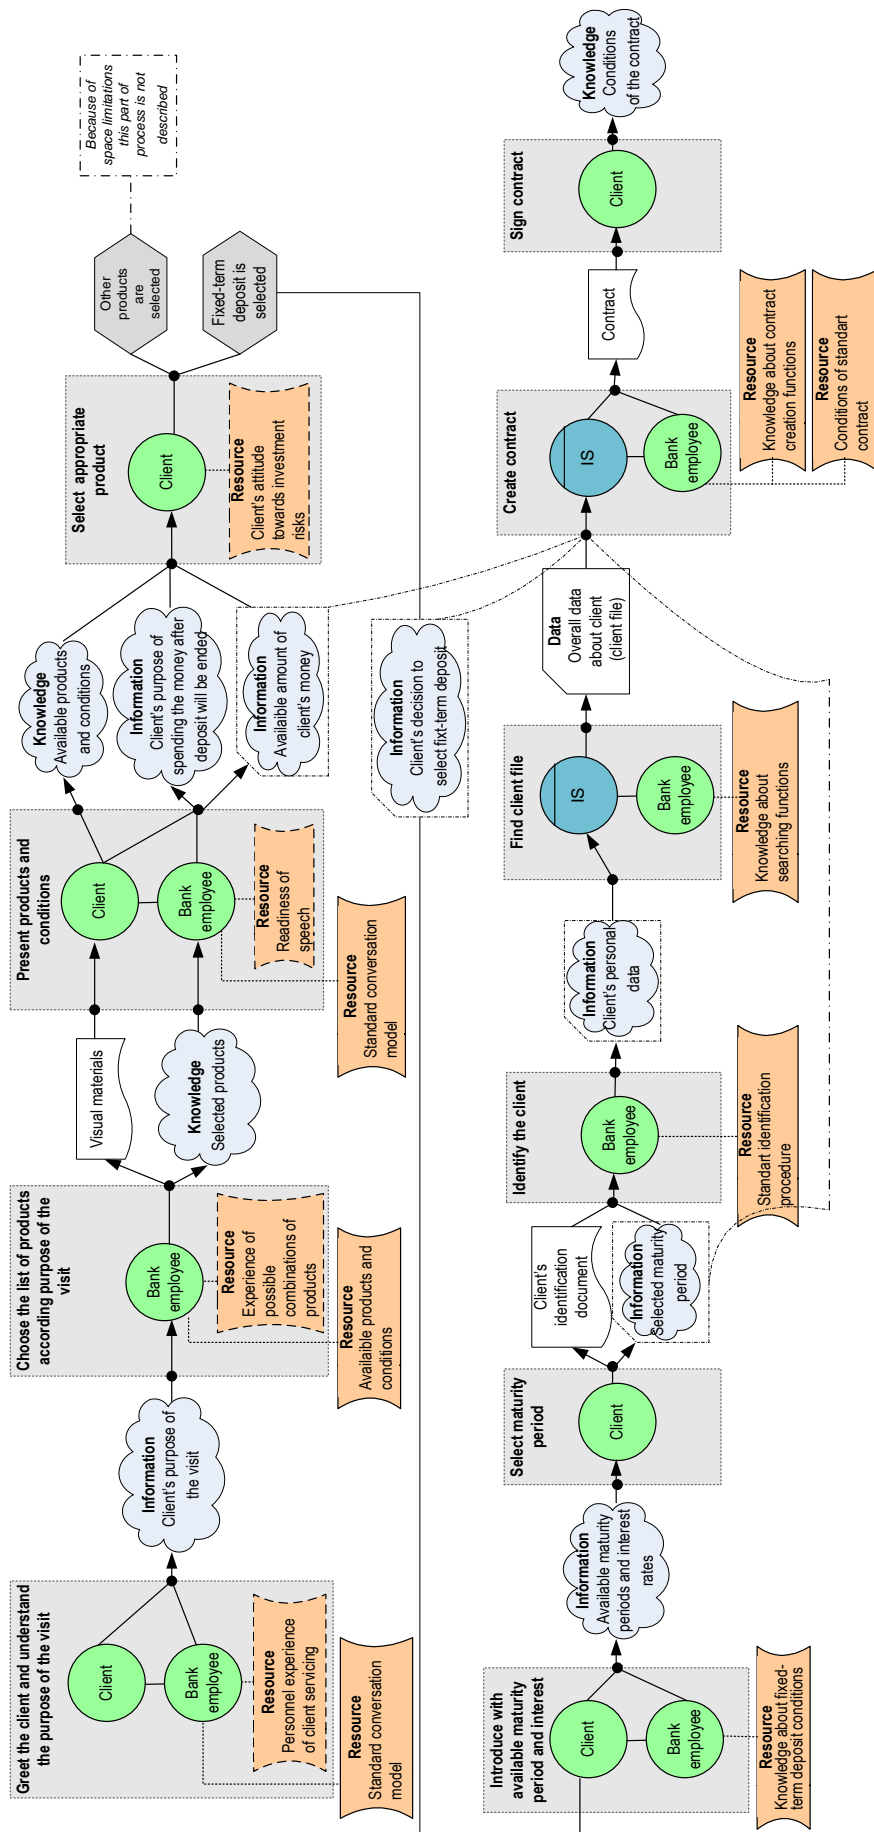 Greet the client and understand
the purpose of the visit
Client
Bank
employee
Resource
Personnel experience
of client servicing
Resource
Standard conversation
model
Information
Client's purpose of
the visit
Choose the list of products
according purpose of the
visit
Bank
employee
Resource
Experience of
possible
combinations of
products
Resource
Available products and
conditions
Visual materials
Knowledge
Selected products
Present products and
conditions
Client
Bank
employee
Resource
Readiness of
speech
Resource
Standard conversation
model
Knowledge
Available products
and conditions
Information
Client's purpose of
spending the money after
deposit will be ended
Information
Available amount of
client's money
Select appropriate
product
Client
Resource
Client's attitude
towards investment
risks
Other
products
are
selected
Fixed-term
deposit is
selected
Because of
space limitations
this part of
process is not
described
Information
Client's decision to
select fixt-term deposit
Introduce with
available maturity
period and interest
Client
Bank
employee
Resource
Knowledge about fixed-
term deposit conditions
Information
Available maturity
periods and interest
rates
Select maturity
period
Client
Client's
identification
document
Information
Selected maturity
period
Identify the client
Bank
employee
Resource
Standart identification
procedure
Information
Client's personal
data
Find client file
IS
Bank
employee
Resource
Knowledge about
searching functions
Data
Overall data
about client
(client file)
Create contract
IS
Bank
employee
Resource
Knowledge about contract
creation functions
Resource
Conditions of standart
contract
Contract
Sign contract
Client
Knowledge
Conditions
of the contract